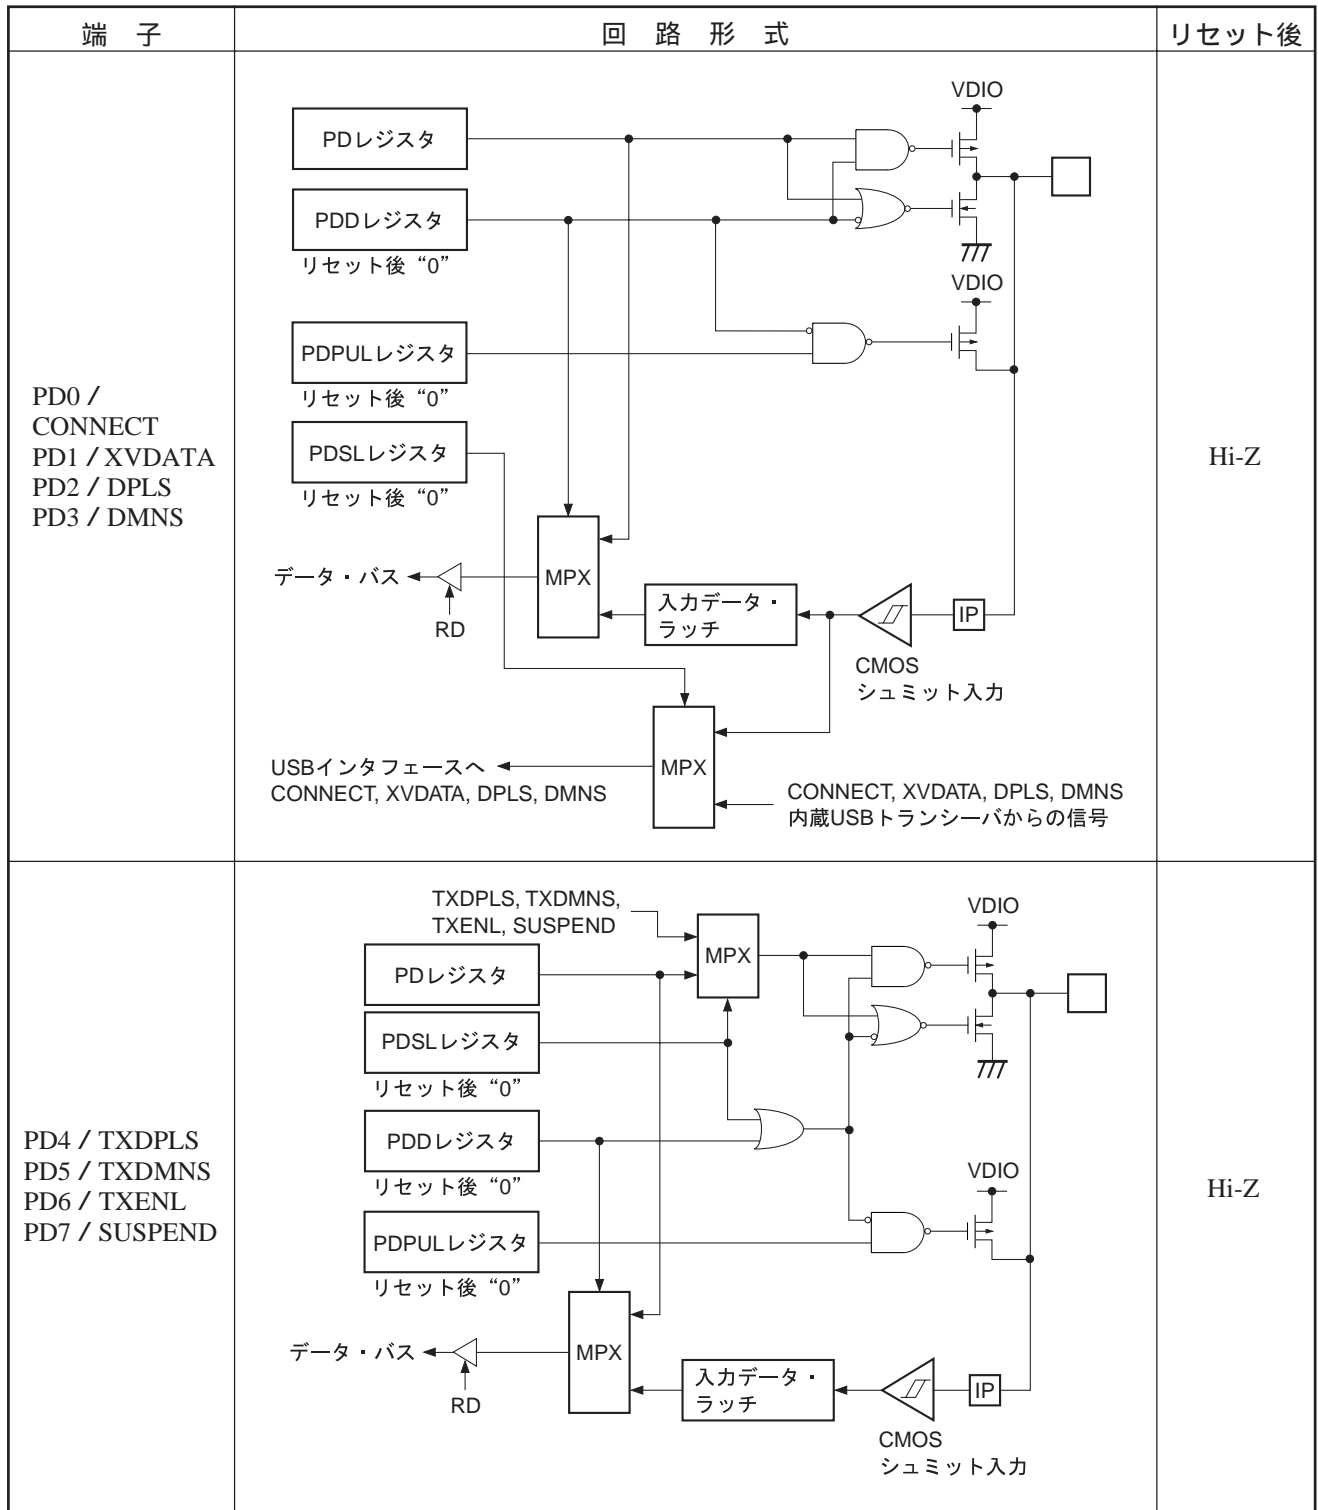 端 子
回 路 形 式
リセット後
PD0 /
CONNECT
PD1 / XVDATA
PD2 / DPLS
PD3 / DMNS
VDIO
PDレジスタ
PDDレジスタ
リセット後 “0”
VDIO
PDPULレジスタ
リセット後 “0”
PDSLレジスタ
リセット後 “0”
データ・バス
RD
MPX
入力データ・
ラッチ
IP
CMOS
シュミット入力
MPX
USBインタフェースへ
CONNECT, XVDATA, DPLS, DMNS
CONNECT, XVDATA, DPLS, DMNS
内蔵USBトランシーバからの信号
Hi-Z
PD4 / TXDPLS
PD5 / TXDMNS
PD6 / TXENL
PD7 / SUSPEND
TXDPLS, TXDMNS,
TXENL, SUSPEND
MPX
VDIO
PDレジスタ
PDSLレジスタ
リセット後 “0”
PDDレジスタ
リセット後 “0”
VDIO
PDPULレジスタ
リセット後 “0”
データ・バス
RD
MPX
入力データ・
ラッチ
IP
CMOS
シュミット入力
Hi-Z